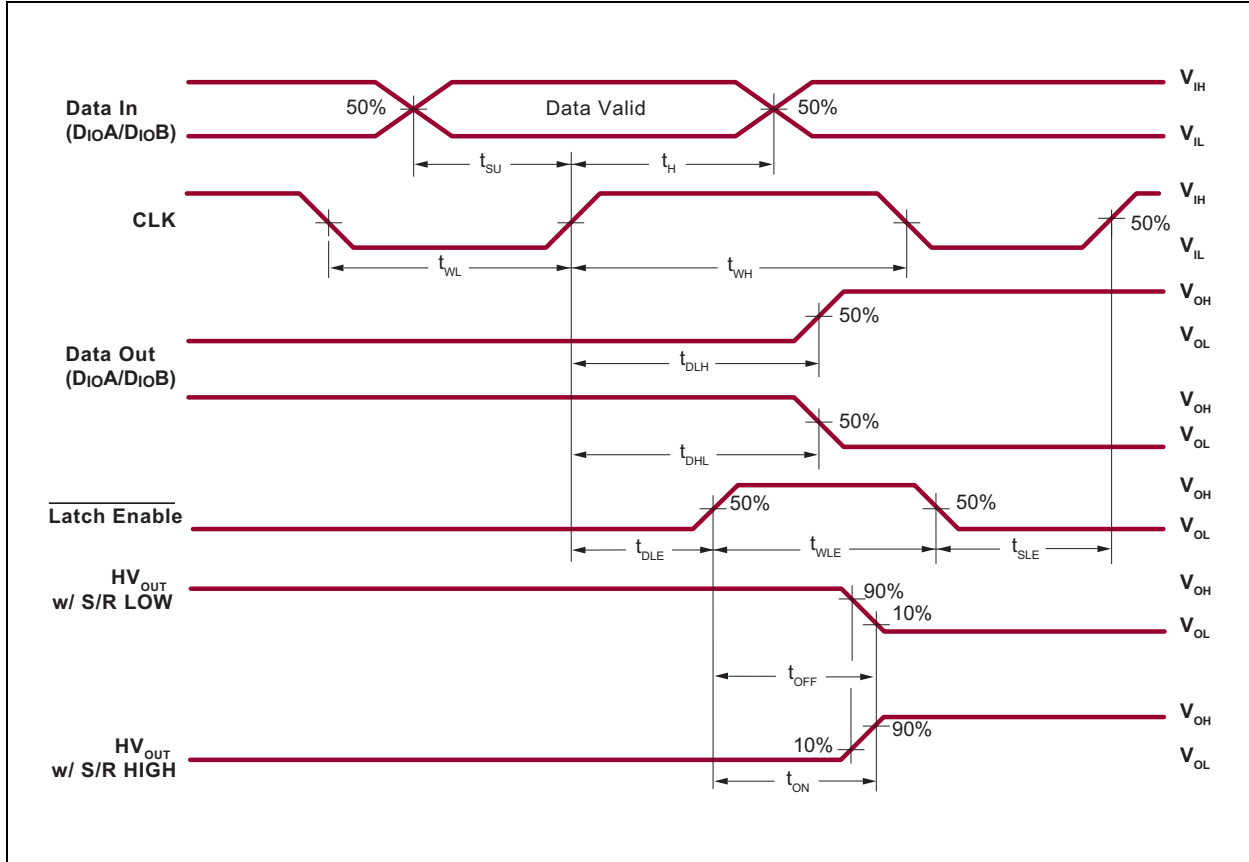 Data In
(DIOA/DIOB)
50%
Data Valid
50%
VIH
VIL
tSU
tH
CLK
VIH
50%
VIL
tWL
tWH
Data Out
(DIOA/DIOB)
50%
VOH
VOL
tDLH
50%
VOH
VOL
tDHL
Latch Enable
50%
50%
VOH
VOL
tDLE
tWLE
tSLE
HVOUT
w/ S/R LOW
90%
10%
VOH
VOL
tOFF
HVOUT
w/ S/R HIGH
10%
90%
VOH
VOL
tON